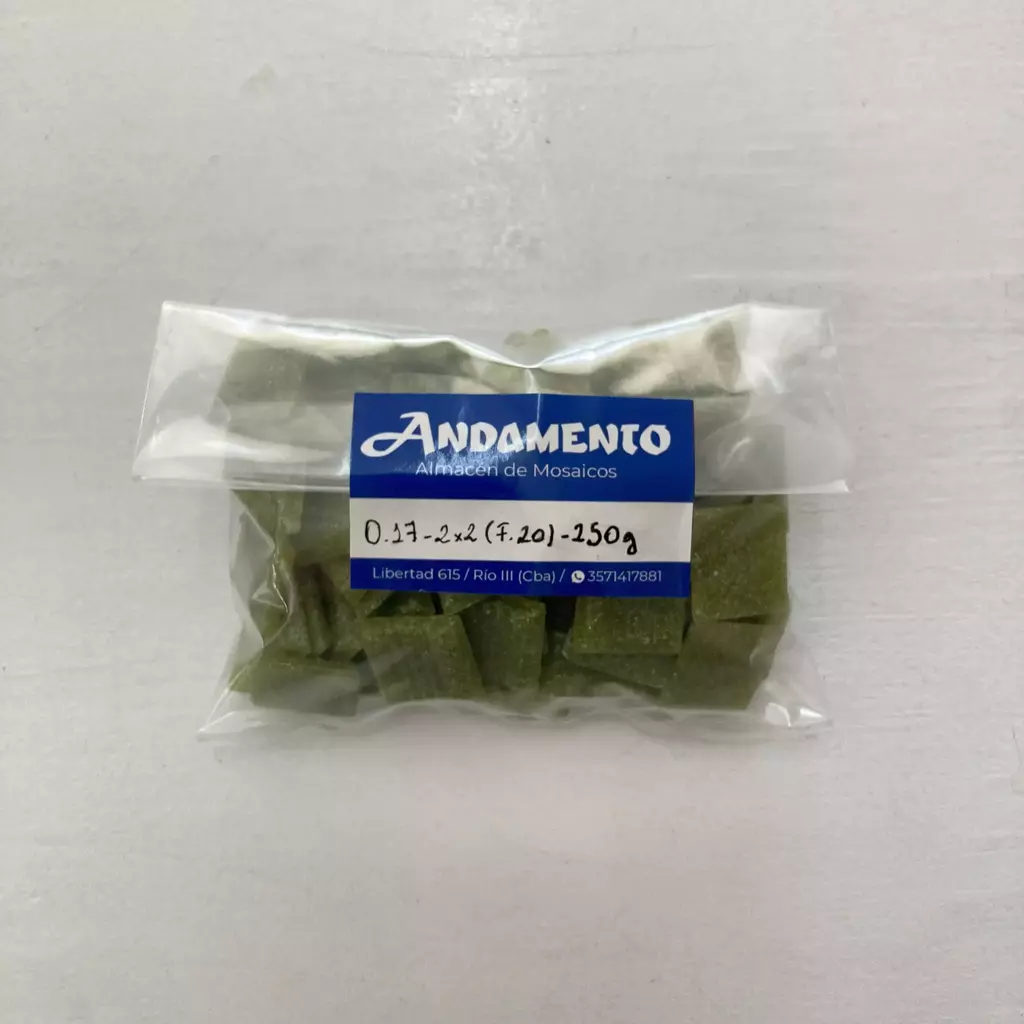 ANDAMENTO
Almacén de Mosaicos
0.17-2x2 (F.20)-250g
Libertad 615 / Río III (Cba) / 3571417881